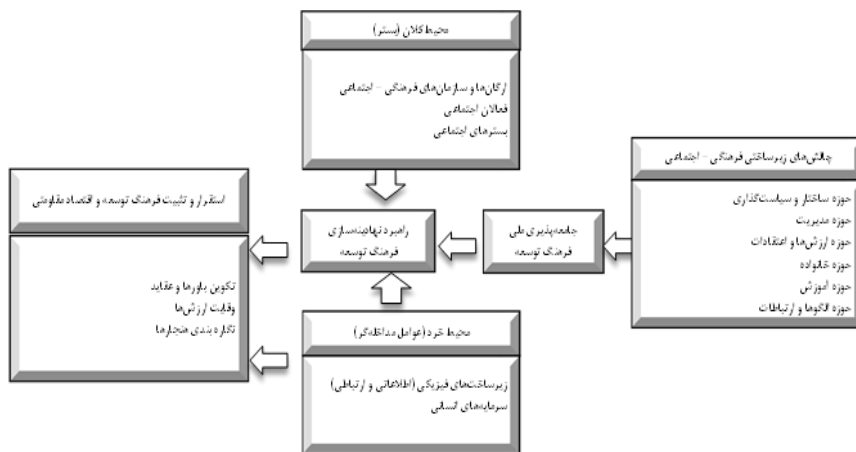 محیط کلان (بستر)
ارگان‌ها و سازمان‌های فرهنگی - اجتماعی
فعالان اجتماعی
بسترهای اجتماعی
چالش‌های زیرساختی فرهنگی - اجتماعی
حوزه ساختار و سیاست‌گذاری
حوزه مدیریت
حوزه ارزش‌ها و اعتقادات
حوزه خانواده
حوزه آموزش
حوزه الگوها و ارتباطات
جامعه‌پذیری ملی
فرهنگ توسعه
راهبرد نهادینه‌سازی
فرهنگ توسعه
محیط خرد (عوامل مداخله‌گر)
زیرساخت‌های فیزیکی (اطلاعاتی و ارتباطی)
سرمایه‌های انسانی
استقرار و تثبیت فرهنگ توسعه و اقتصاد مقاومتی
تکوین باورها و عقاید
وقایت ارزش‌ها
نگاره‌بندی هنجارها